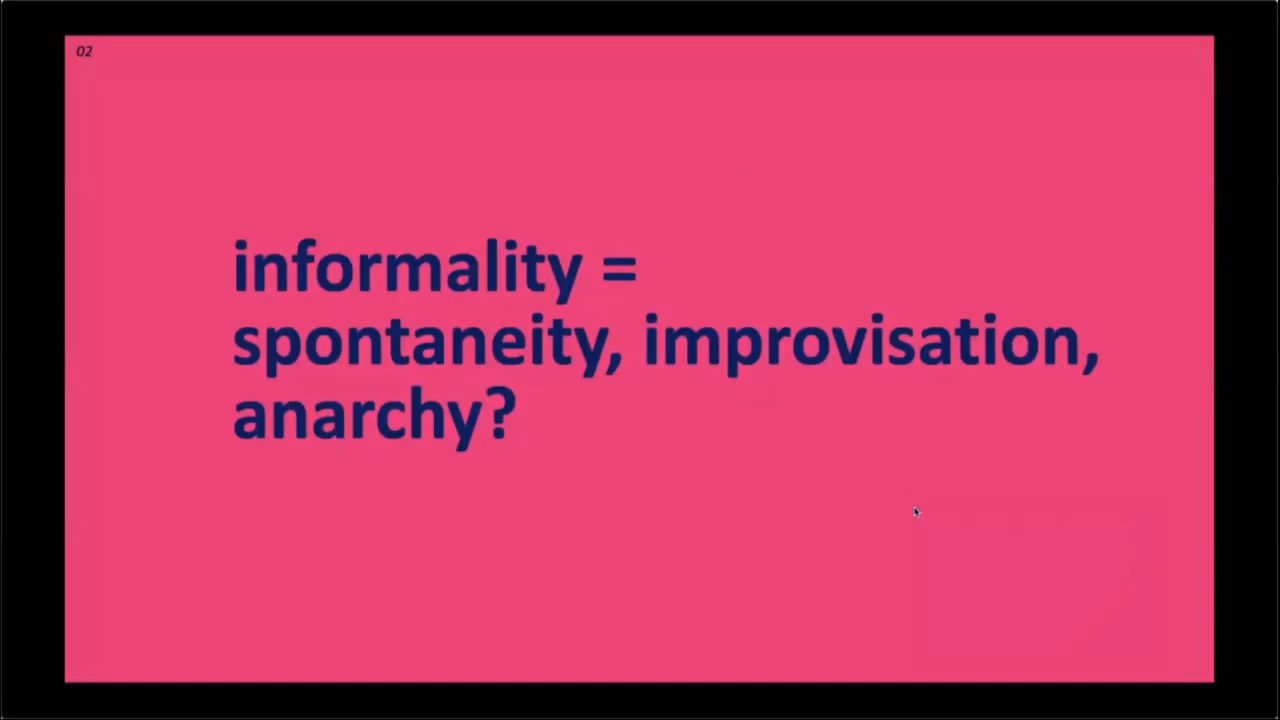 02
informality =
spontaneity, improvisation,
anarchy?